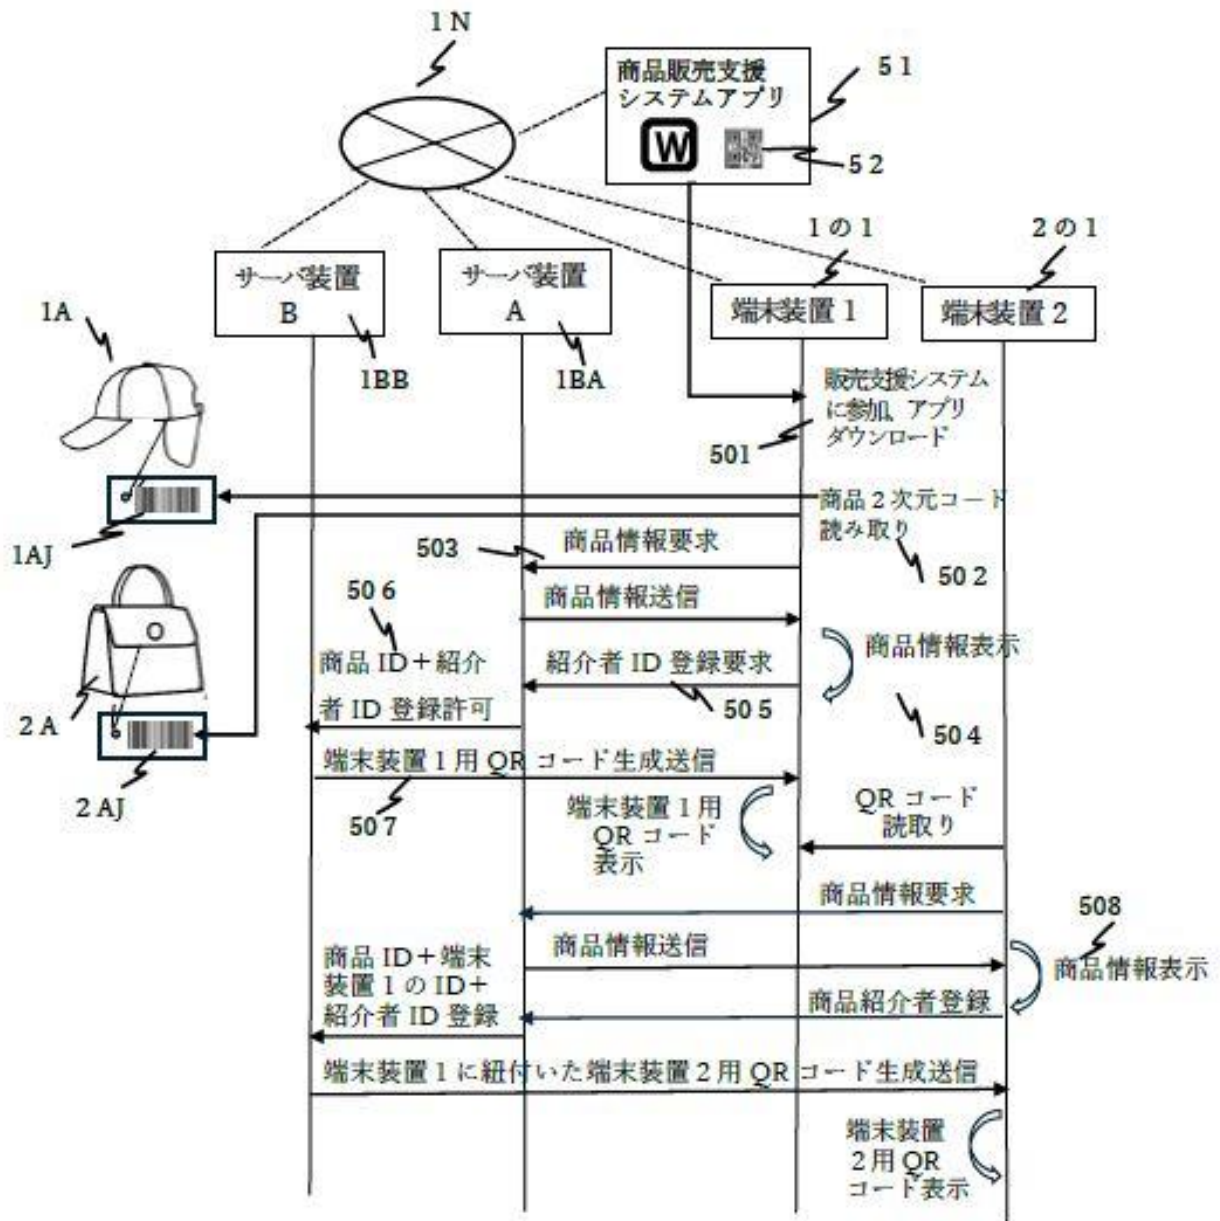 1N
商品販売支援
システムアプリ
W
51
52
1の1
2の1
サーバ装置
B
サーバ装置
A
端末装置1
端末装置2
1A
1BB
1BA
販売支援システム
に参加、アプリ
ダウンロード
501
商品2次元コード
読み取り
1AJ
503
商品情報要求
502
506
商品情報送信
商品ID+紹介
紹介者ID登録要求
商品情報表示
者ID登録許可
505
504
2A
端末装置1用QRコード生成送信
2AJ
507
端末装置1用
QRコード
表示
QRコード
読取り
商品情報要求
508
商品ID+端末
装置1のID+
紹介者ID登録
商品情報送信
商品情報表示
商品紹介者登録
端末装置1に紐付いた端末装置2用QRコード生成送信
端末装置
2用QR
コード表示